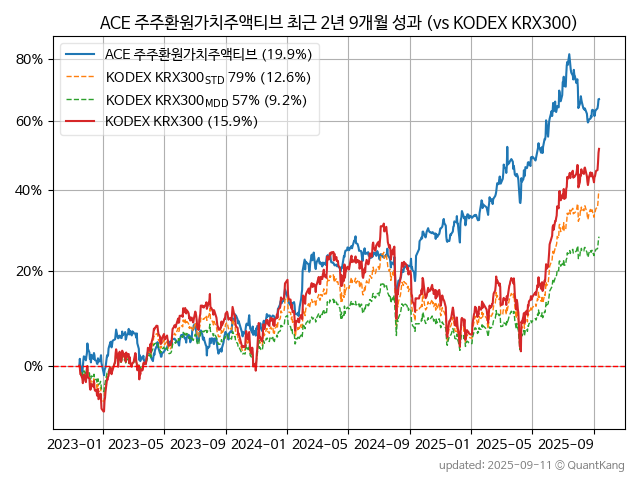 ACE 주주환원가치주액티브 최근 2년 9개월 성과 (vs KODEX KRX300)
ACE 주주환원가치주액티브 (19.9%)
KODEX KRX300STD 79% (12.6%)
KODEX KRX300MDD 57% (9.2%)
KODEX KRX300 (15.9%)
80%
60%
40%
20%
0%
2023-01 2023-05 2023-09 2024-01 2024-05 2024-09 2025-01 2025-05 2025-09
updated: 2025-09-11 © QuantKang